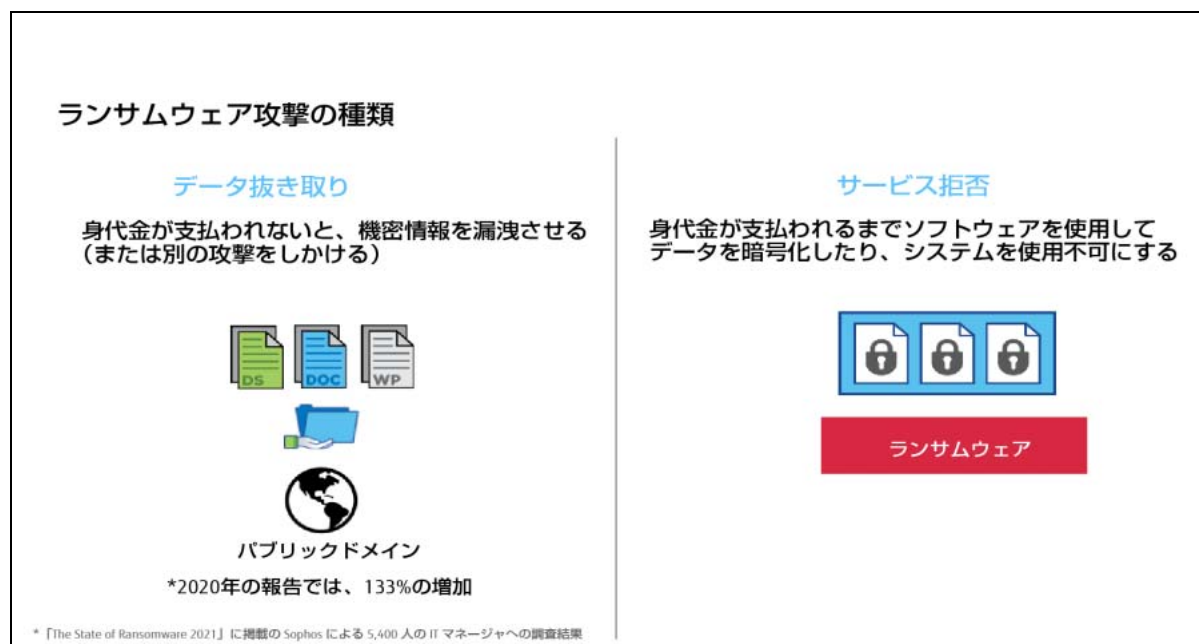 ランサムウェア攻撃の種類
データ抜き取り
身代金が支払われないと、機密情報を漏洩させる
(または別の攻撃をしかける)
DS DOC WP
パブリックドメイン
*2020年の報告では、133%の増加
サービス拒否
身代金が支払われるまでソフトウェアを使用して
データを暗号化したり、システムを使用不可にする
ランサムウェア
*「The State of Ransomware 2021」に掲載の Sophos による 5,400 人の IT マネージャへの調査結果